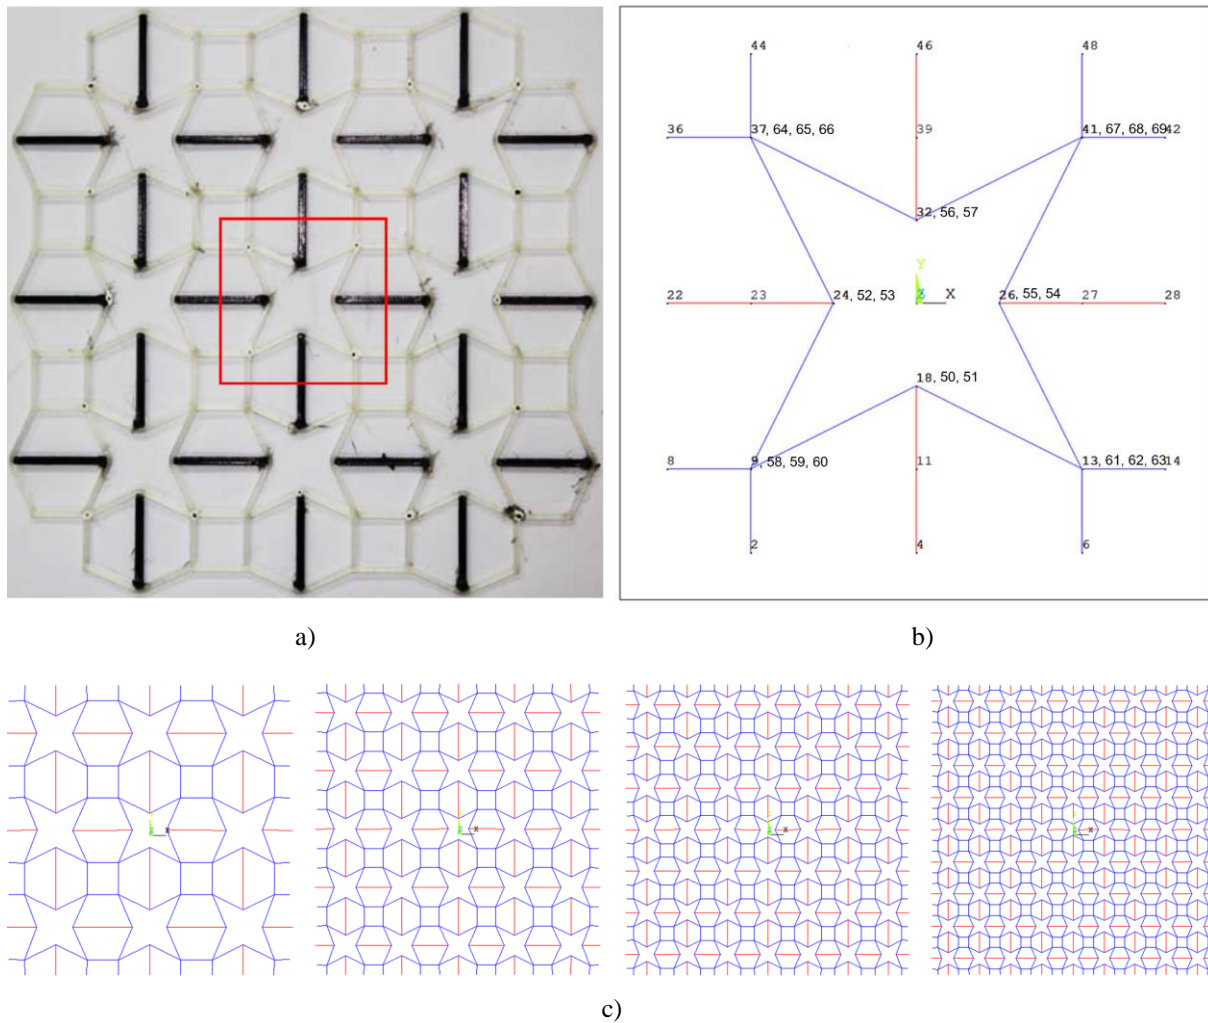 44 46 48
36 37, 64, 65, 66 39 41, 67, 68, 69 42
32, 56, 57
Y
22 23 24, 52, 53 Z X 26, 55, 54 27 28
18, 50, 51
8 9, 58, 59, 60 11 13, 61, 62, 63 14
2 4 6
a) b)
c)